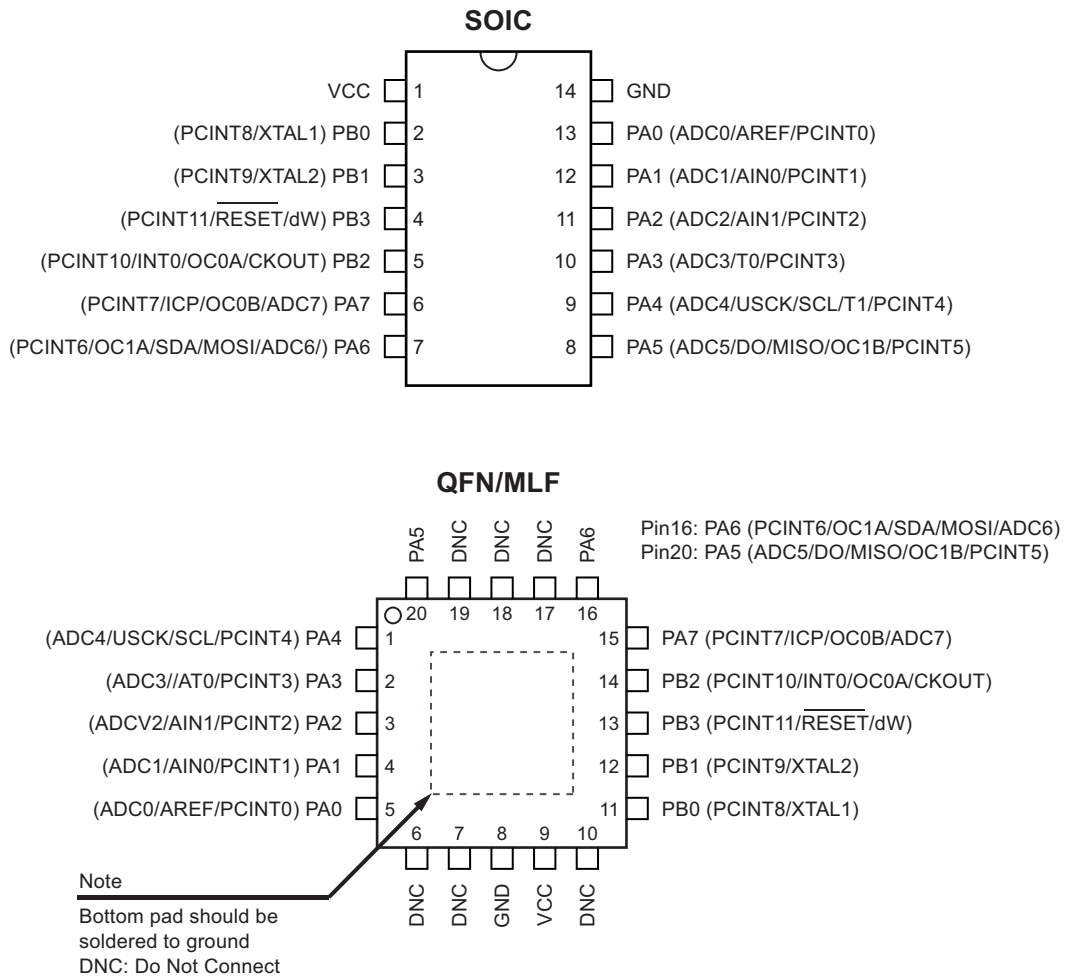 SOIC
VCC 1
14 GND
(PCINT8/XTAL1) PB0 2
13 PA0 (ADC0/AREF/PCINT0)
(PCINT9/XTAL2) PB1 3
12 PA1 (ADC1/AIN0/PCINT1)
(PCINT11/RESET/dW) PB3 4
11 PA2 (ADC2/AIN1/PCINT2)
(PCINT10/INT0/OC0A/CKOUT) PB2 5
10 PA3 (ADC3/T0/PCINT3)
(PCINT7/ICP/OC0B/ADC7) PA7 6
9 PA4 (ADC4/USCK/SCL/T1/PCINT4)
(PCINT6/OC1A/SDA/MOSI/ADC6/) PA6 7
8 PA5 (ADC5/DO/MISO/OC1B/PCINT5)
QFN/MLF
PA5 DNC DNC DNC PA6
Pin16: PA6 (PCINT6/OC1A/SDA/MOSI/ADC6)
Pin20: PA5 (ADC5/DO/MISO/OC1B/PCINT5)
20 19 18 17 16
(ADC4/USCK/SCL/PCINT4) PA4 1
15 PA7 (PCINT7/ICP/OC0B/ADC7)
(ADC3//AT0/PCINT3) PA3 2
14 PB2 (PCINT10/INT0/OC0A/CKOUT)
(ADCV2/AIN1/PCINT2) PA2 3
13 PB3 (PCINT11/RESET/dW)
(ADC1/AIN0/PCINT1) PA1 4
12 PB1 (PCINT9/XTAL2)
(ADC0/AREF/PCINT0) PA0 5
11 PB0 (PCINT8/XTAL1)
6 7 8 9 10
DNC DNC GND VCC DNC
Note
Bottom pad should be
soldered to ground
DNC: Do Not Connect